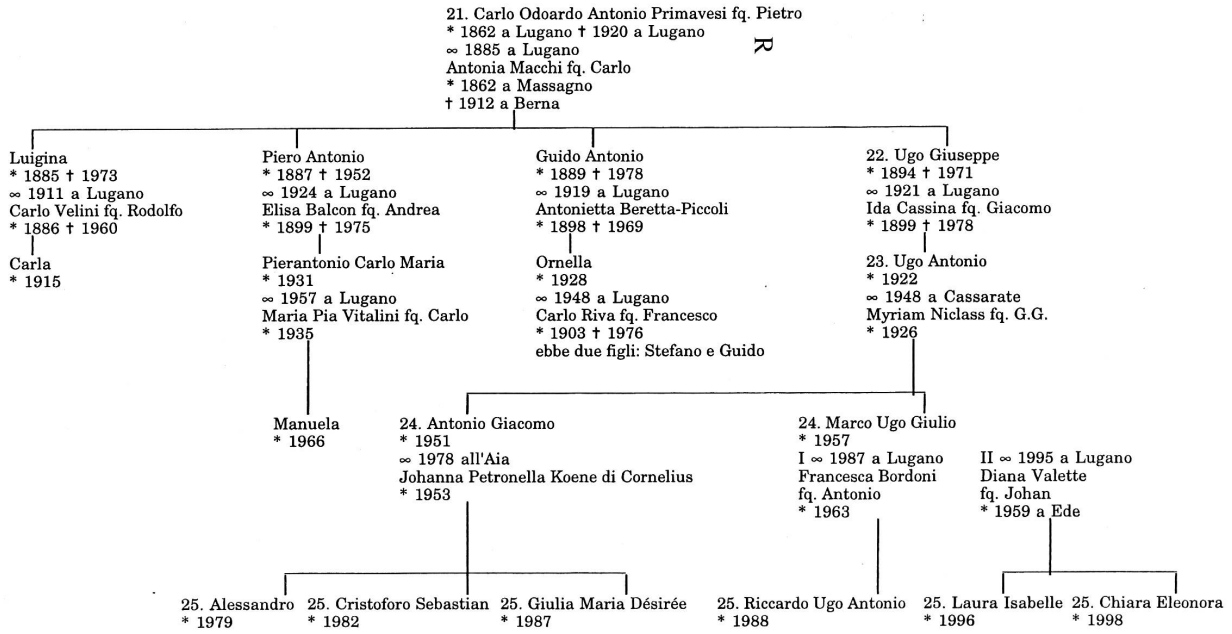 21. Carlo Odoardo Antonio Primavesi fq. Pietro
* 1862 a Lugano † 1920 a Lugano
∞ 1885 a Lugano
Antonia Macchi fq. Carlo
* 1862 a Massagno
† 1912 a Berna
R
Luigina
* 1885 † 1973
∞ 1911 a Lugano
Carlo Velini fq. Rodolfo
* 1886 † 1960
Carla
* 1915
Piero Antonio
* 1887 † 1952
∞ 1924 a Lugano
Elisa Balcon fq. Andrea
* 1899 † 1975
Pierantonio Carlo Maria
* 1931
∞ 1957 a Lugano
Maria Pia Vitalini fq. Carlo
* 1935
Manuela
* 1966
Guido Antonio
* 1889 † 1978
∞ 1919 a Lugano
Antonietta Beretta-Piccoli
* 1898 † 1969
Ornella
* 1928
∞ 1948 a Lugano
Carlo Riva fq. Francesco
* 1903 † 1976
ebbe due figli: Stefano e Guido
22. Ugo Giuseppe
* 1894 † 1971
∞ 1921 a Lugano
Ida Cassina fq. Giacomo
* 1899 † 1978
23. Ugo Antonio
* 1922
∞ 1948 a Cassarate
Myriam Niclass fq. G.G.
* 1926
24. Antonio Giacomo
* 1951
∞ 1978 all'Aia
Johanna Petronella Koene di Cornelius
* 1953
24. Marco Ugo Giulio
* 1957
I ∞ 1987 a Lugano
Francesca Bordoni
fq. Antonio
* 1963
II ∞ 1995 a Lugano
Diana Valette
fq. Johan
* 1959 a Ede
25. Alessandro
* 1979
25. Cristoforo Sebastian
* 1982
25. Giulia Maria Désirée
* 1987
25. Riccardo Ugo Antonio
* 1988
25. Laura Isabelle
* 1996
25. Chiara Eleonora
* 1998